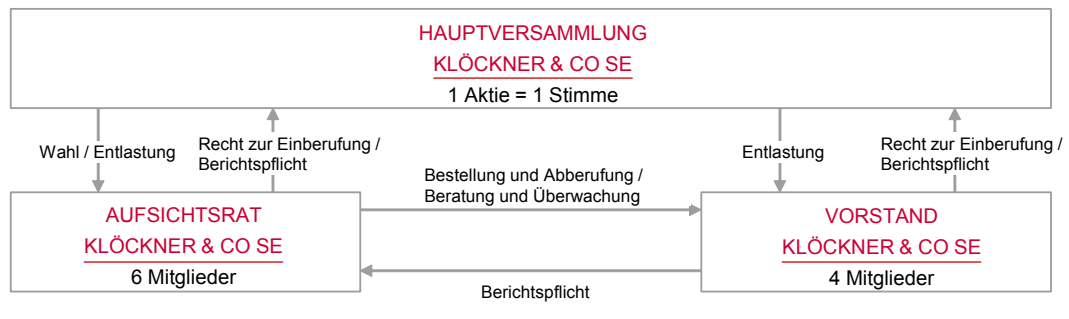 HAUPTVERSAMMLUNG
KLÖCKNER & CO SE
1 Aktie = 1 Stimme
Wahl / Entlastung
Recht zur Einberufung /
Berichtspflicht
Entlastung
Recht zur Einberufung /
Berichtspflicht
Bestellung und Abberufung /
Beratung und Überwachung
AUFSICHTSRAT
KLÖCKNER & CO SE
6 Mitglieder
VORSTAND
KLÖCKNER & CO SE
4 Mitglieder
Berichtspflicht